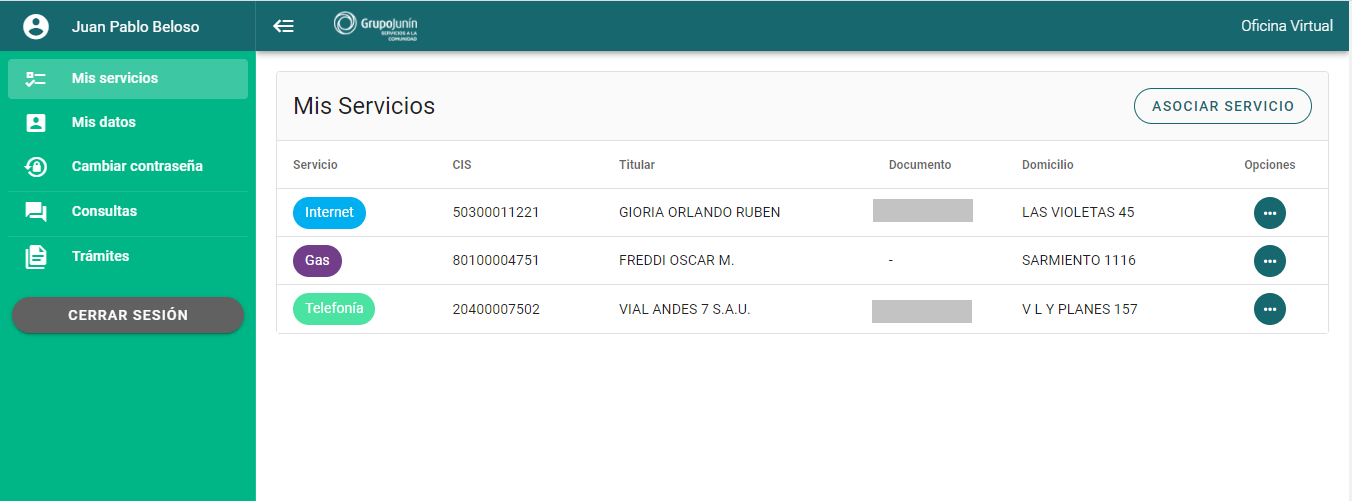 Juan Pablo Beloso
GrupoJunín
SERVICIOS A LA
COMUNIDAD
Oficina Virtual
Mis servicios
Mis datos
Cambiar contraseña
Consultas
Trámites
CERRAR SESIÓN
Mis Servicios
ASOCIAR SERVICIO
Servicio CIS Titular Documento Domicilio Opciones
Internet 50300011221 GIORIA ORLANDO RUBEN LAS VIOLETAS 45
Gas 80100004751 FREDDI OSCAR M. - SARMIENTO 1116
Telefonía 20400007502 VIAL ANDES 7 S.A.U. V L Y PLANES 157